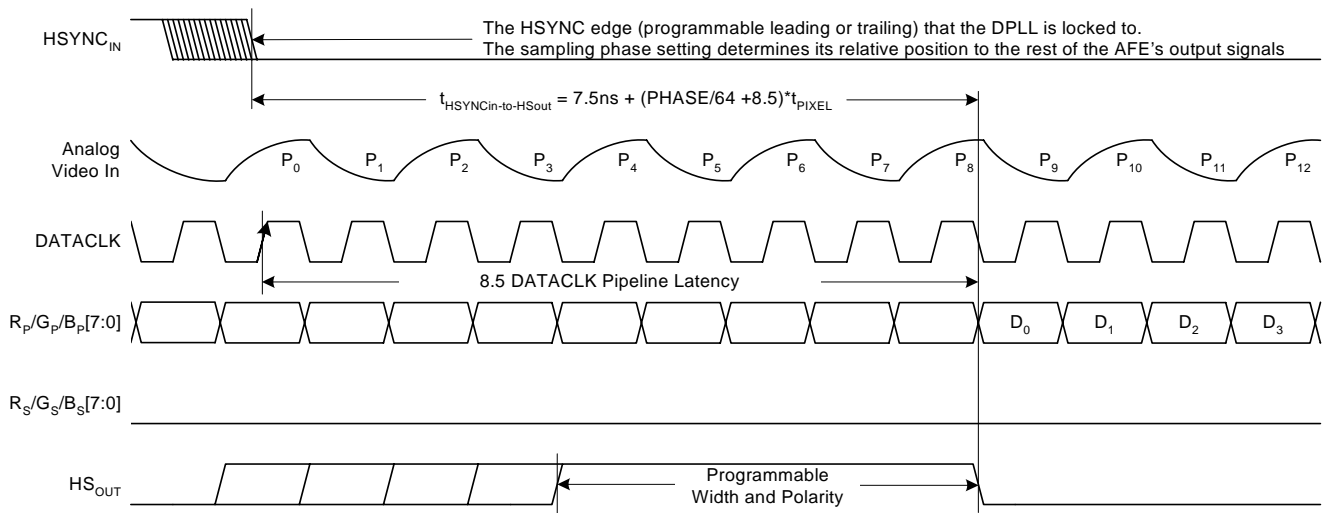 HSYNC_IN
The HSYNC edge (programmable leading or trailing) that the DPLL is locked to.
The sampling phase setting determines its relative position to the rest of the AFE's output signals
t_HSYNCin-to-HSout = 7.5ns + (PHASE/64 +8.5)*t_PIXEL
Analog
Video In
P_0 P_1 P_2 P_3 P_4 P_5 P_6 P_7 P_8 P_9 P_10 P_11 P_12
DATACLK
8.5 DATACLK Pipeline Latency
R_P/G_P/B_P[7:0]
D_0 D_1 D_2 D_3
R_S/G_S/B_S[7:0]
HS_OUT
Programmable
Width and Polarity